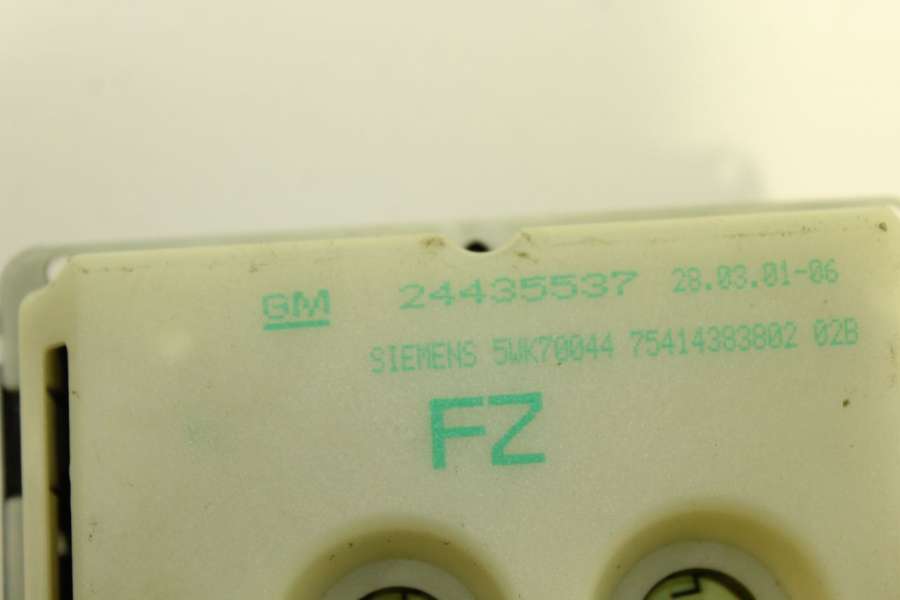 GM 24435537 28.03.01-06
SIEMENS 5WK70044 75414383802 02B
FZ